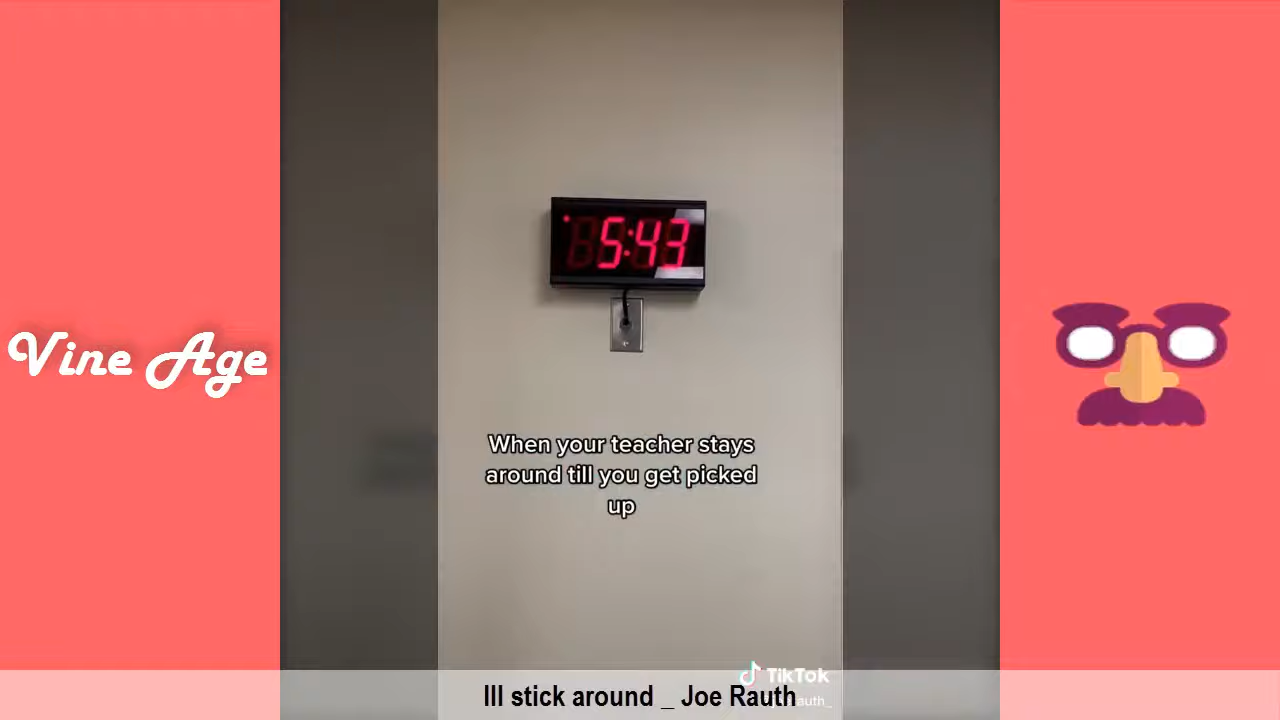 Vine Age
5:43
When your teacher stays
around till you get picked
up
TikTok
Ill stick around _ Joe Rauth